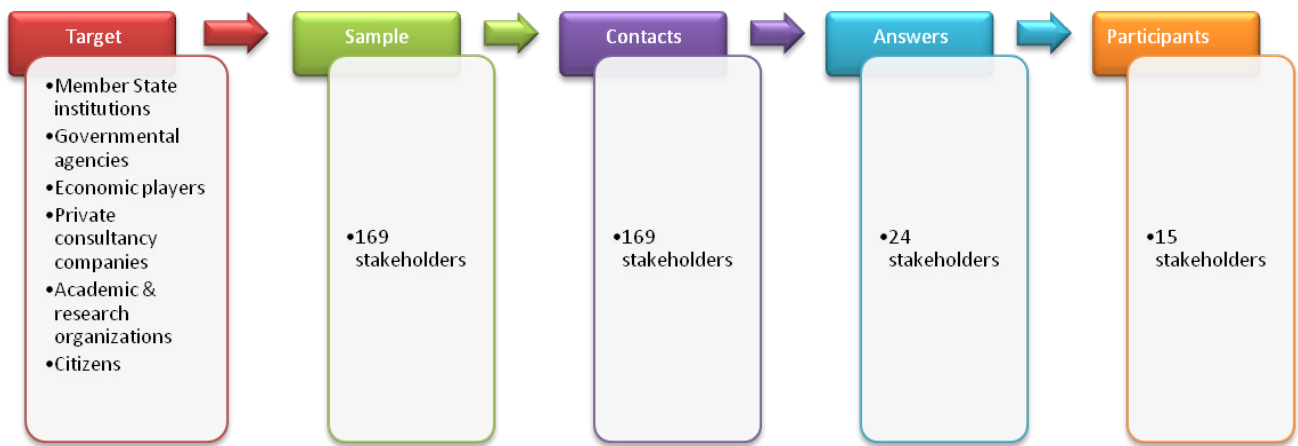 Target
Sample
Contacts
Answers
Participants
•Member State
institutions
•Governmental
agencies
•Economic players
•Private
consultancy
companies
•Academic &
research
organizations
•Citizens
•169
stakeholders
•169
stakeholders
•24
stakeholders
•15
stakeholders